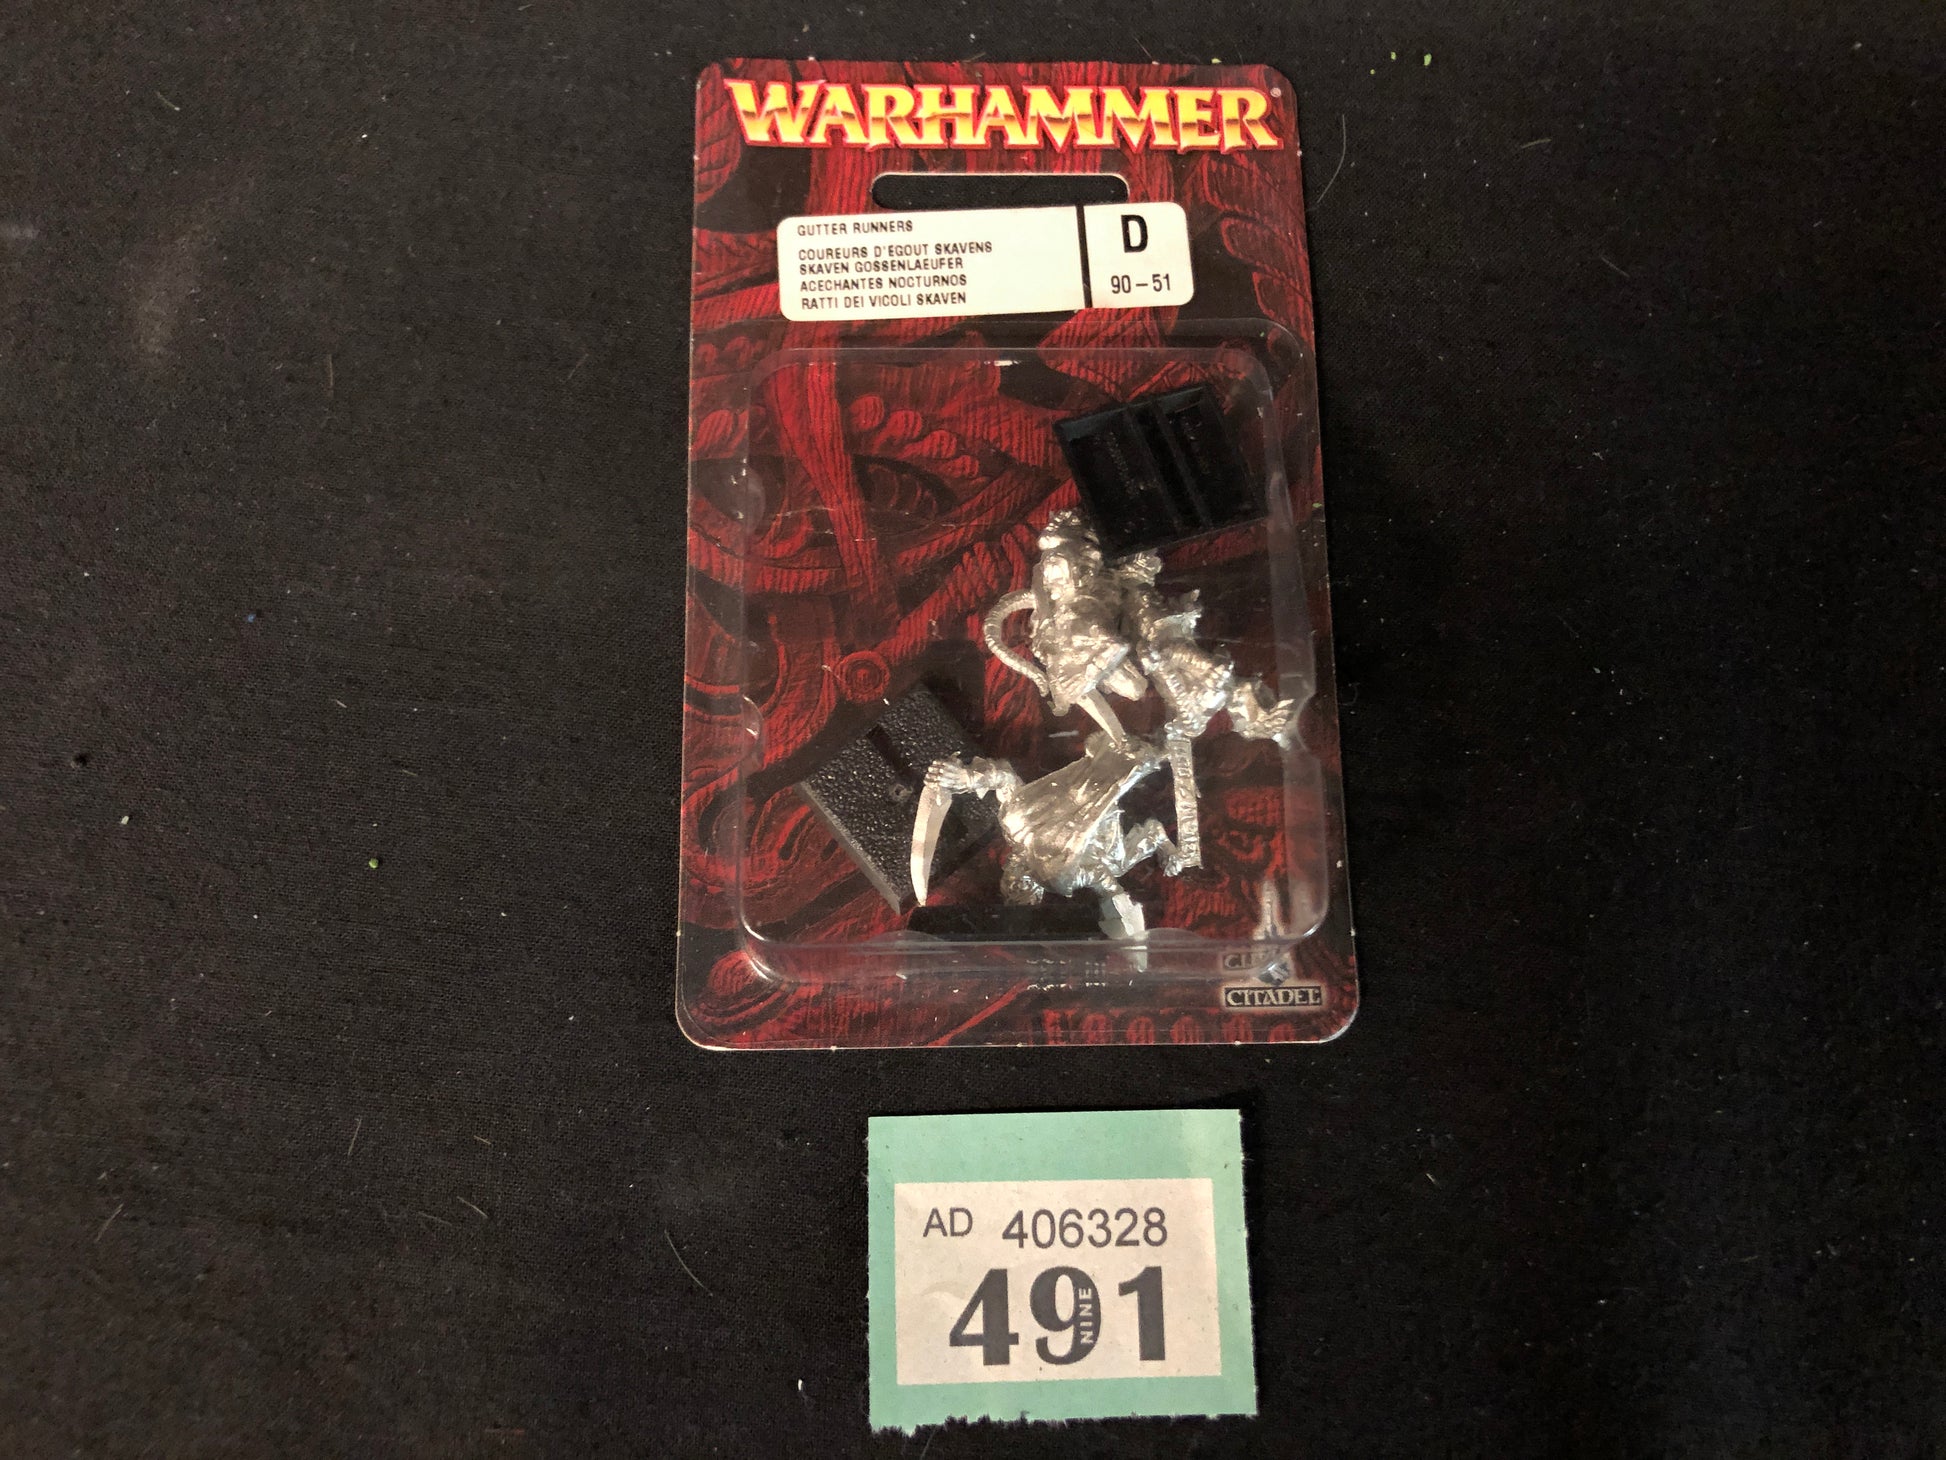 WARHAMMER®
GUTTER RUNNERS
COUREURS D'EGOUT SKAVENS
SKAVEN GOSSENLAEUFER
ACECHANTES NOCTURNOS
RATTI DEI VICOLI SKAVEN
D
90-51
CITADEL
AD 406328
491
NINE